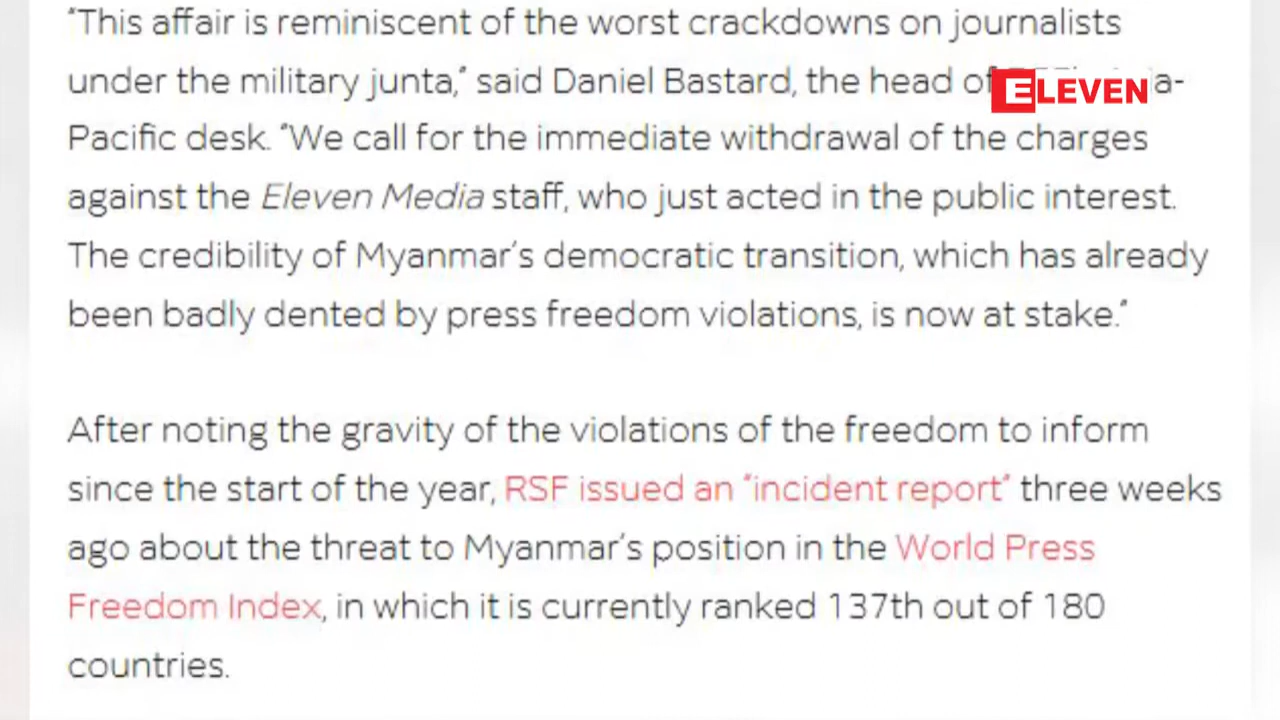 “This affair is reminiscent of the worst crackdowns on journalists
under the military junta,” said Daniel Bastard, the head of a-
ELEVEN
Pacific desk. “We call for the immediate withdrawal of the charges
against the Eleven Media staff, who just acted in the public interest.
The credibility of Myanmar’s democratic transition, which has already
been badly dented by press freedom violations, is now at stake.”
After noting the gravity of the violations of the freedom to inform
since the start of the year, RSF issued an “incident report” three weeks
ago about the threat to Myanmar’s position in the World Press
Freedom Index, in which it is currently ranked 137th out of 180
countries.